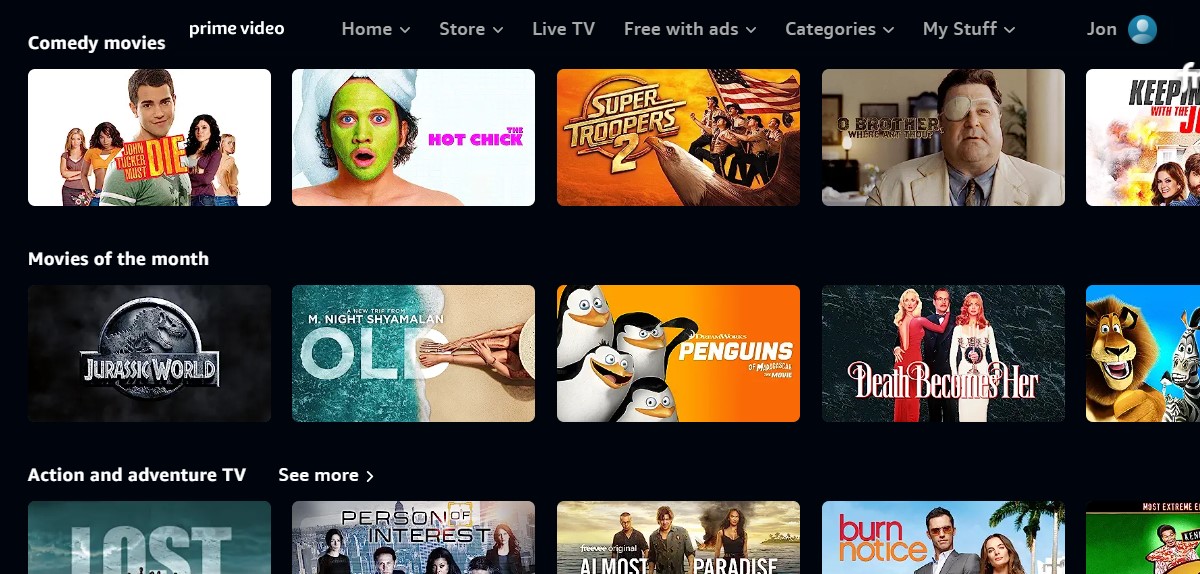 prime video
Home
Store
Live TV
Free with ads
Categories
My Stuff
Jon
Comedy movies
JOHN
TUCKER
MUST
DIE
THE
HOT CHICK
SUPER
TROOPERS
2
O BROTHER,
WHERE ART THOU?
KEEP
WITH THE
Movies of the month
JURASSIC WORLD
A NEW TRIP FROM
M. NIGHT SHYAMALAN
OLD
DREAMWORKS
PENGUINS
OF MADAGASCAR
THE MOVIE
Death Becomes Her
Action and adventure TV
See more
LOST
PERSON OF
INTEREST
freevee original
ALMOST PARADISE
burn
notice
MOST EXTREME